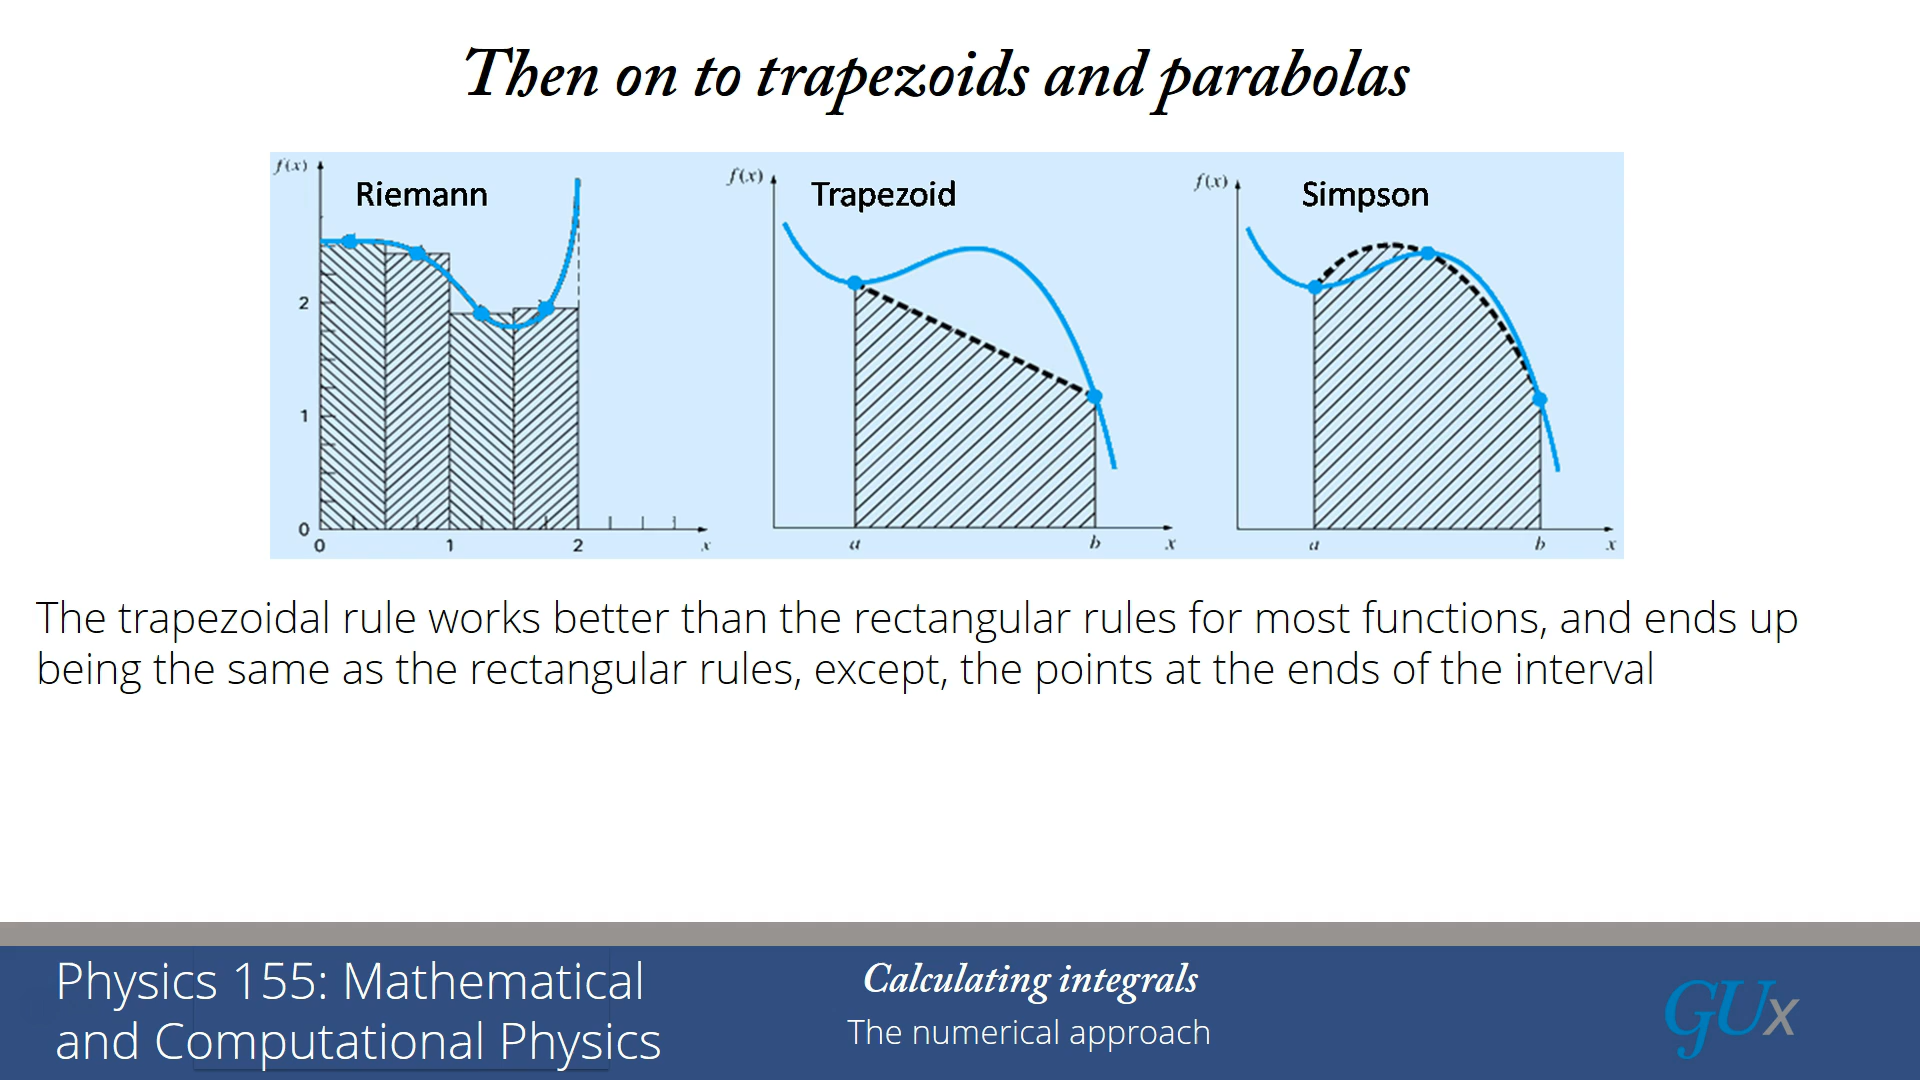 Then on to trapezoids and parabolas
f(x)
Riemann
2
1
0
0
1
2
x
f(x)
Trapezoid
a
b
x
f(x)
Simpson
a
b
x
The trapezoidal rule works better than the rectangular rules for most functions, and ends up
being the same as the rectangular rules, except, the points at the ends of the interval
Physics 155: Mathematical
and Computational Physics
Calculating integrals
The numerical approach
GUx